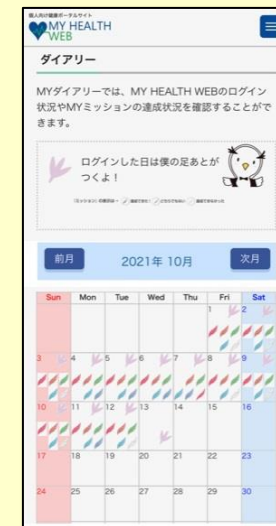 個人向け健康ポータルサイト
MY HEALTH
WEB
ダイアリー
MYダイアリーでは、MY HEALTH WEBのログイン
状況やMYミッションの達成状況を確認することがで
きます。
ログインした日は僕の足あとが
つくよ！
前月
2021年 10月
次月
Sun Mon Tue Wed Thu Fri Sat
1 2
3 4 5 6 7 8 9
10 11 12 13 14 15 16
17 18 19 20 21 22 23
24 25 26 27 28 29 30